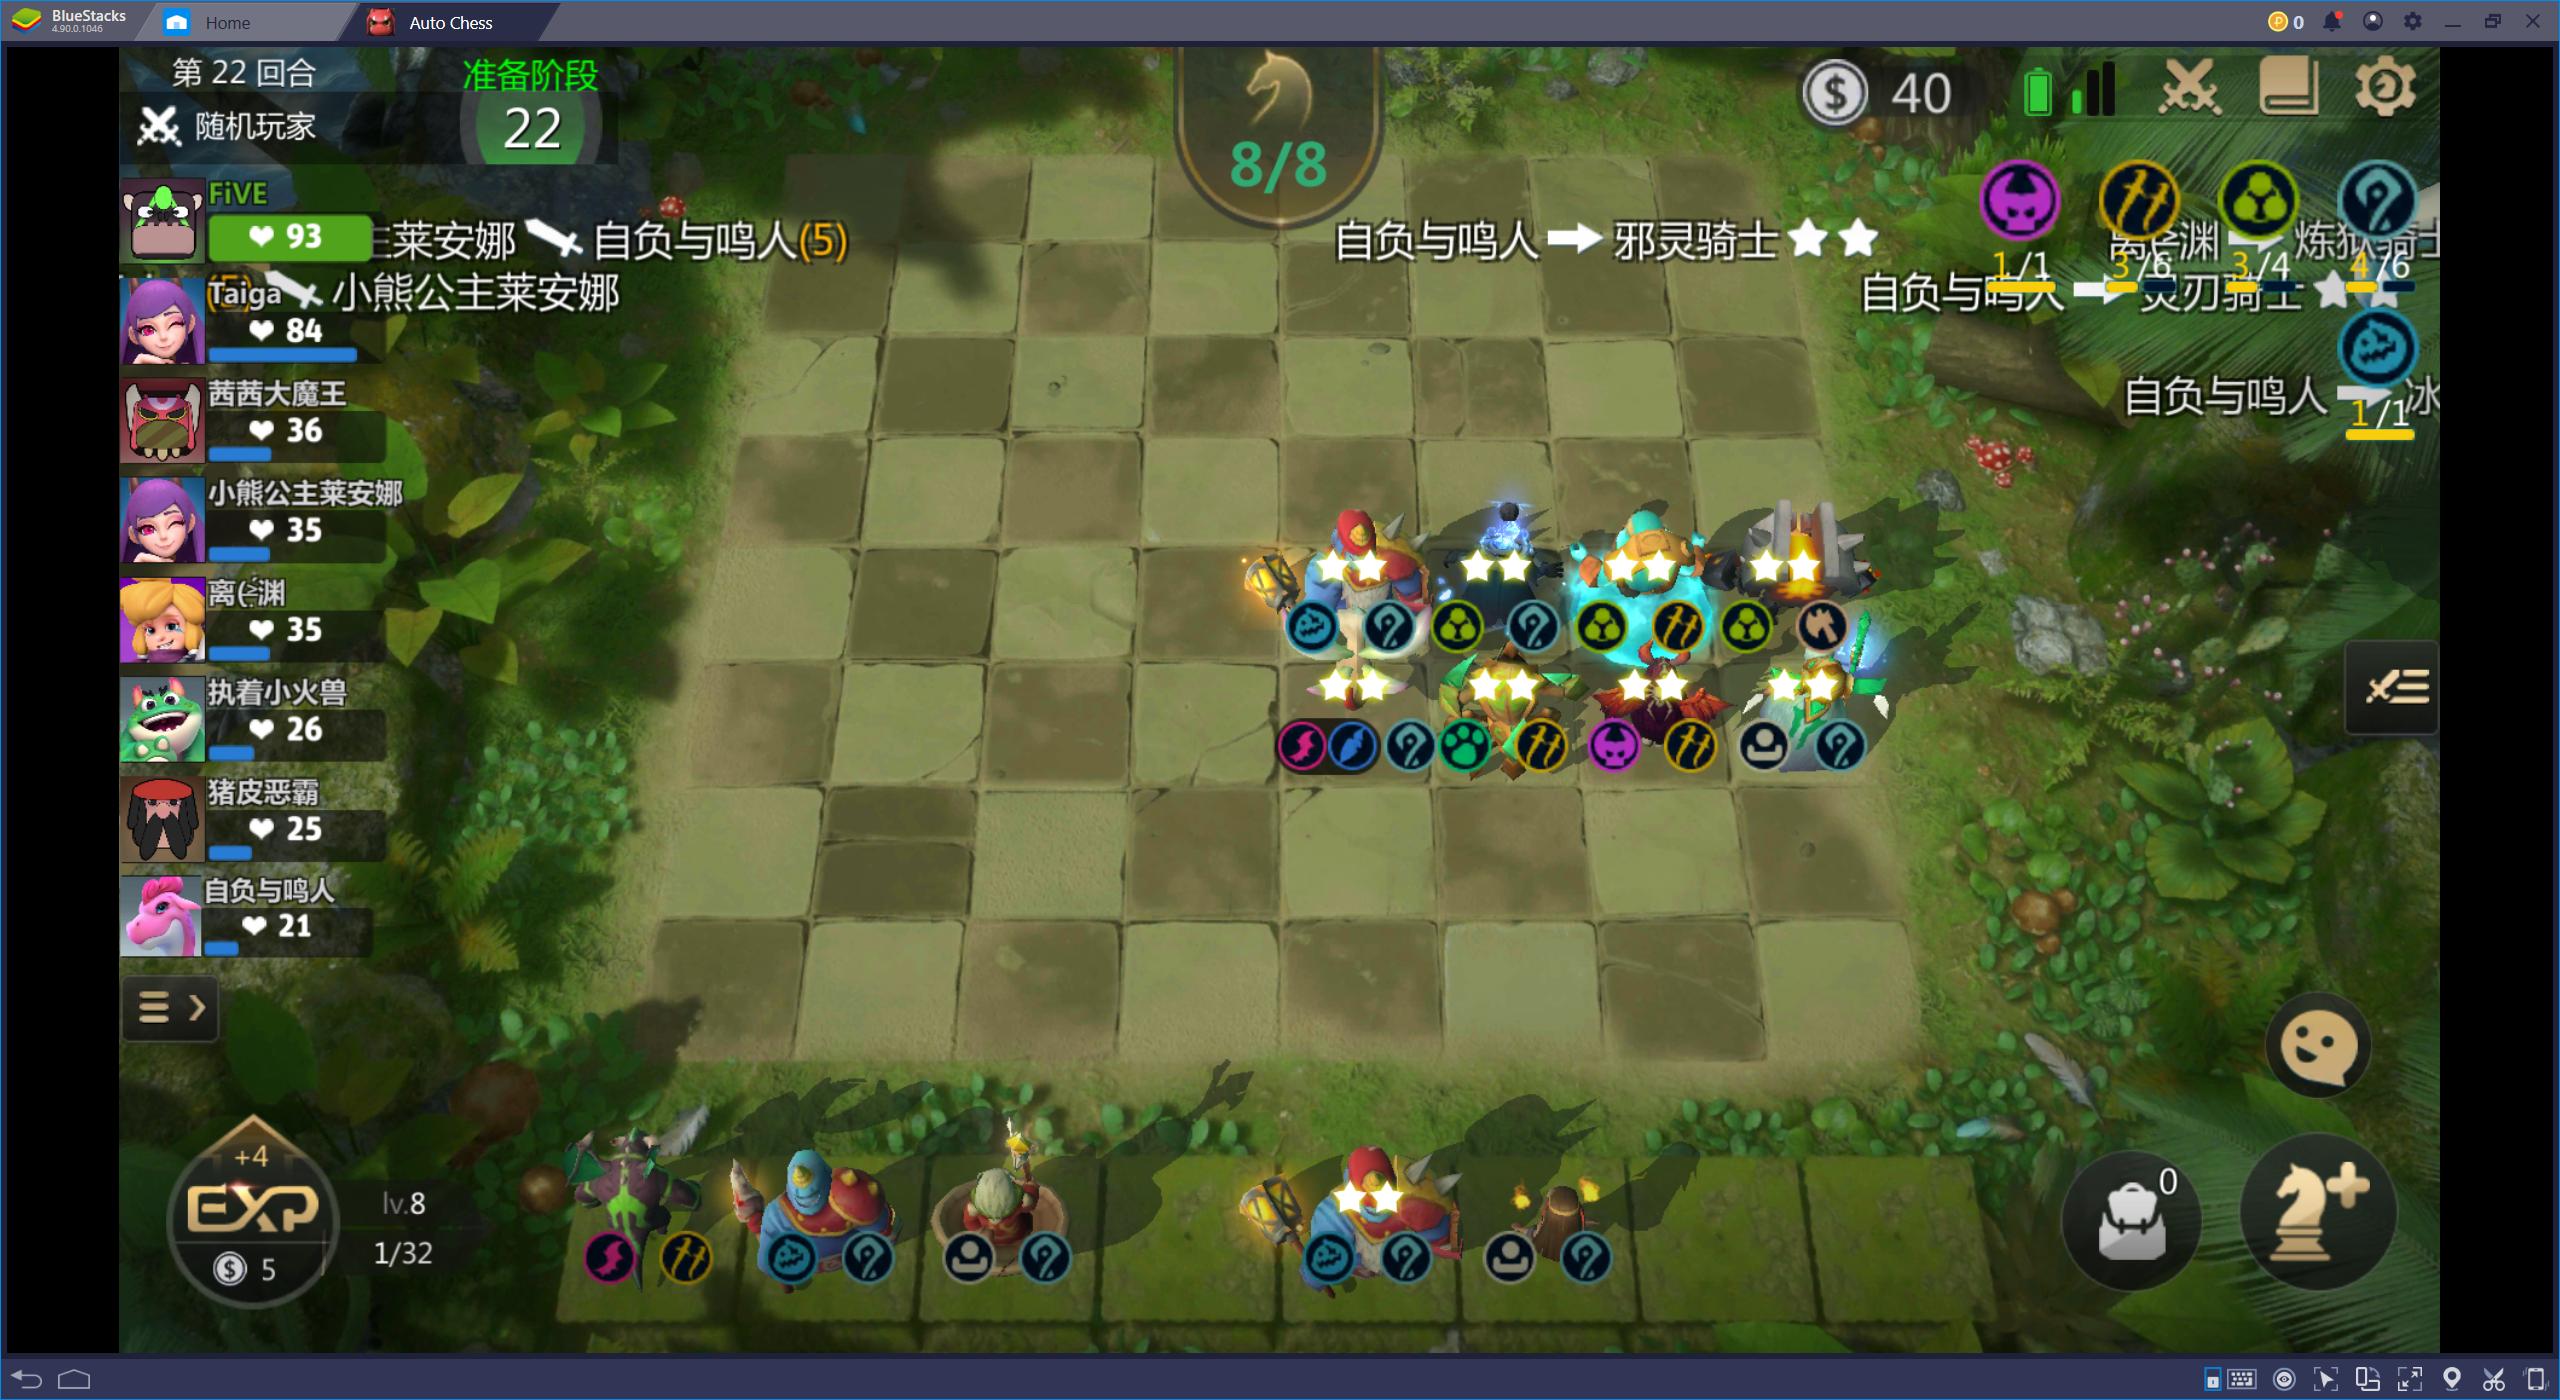 BlueStacks
4.90.0.1046
Home
Auto Chess
0
第 22 回合
准备阶段
随机玩家
22
8/8
40
FiVE
93
莱安娜 自负与鸣人(5)
自负与鸣人 邪灵骑士
1/1
3/6
3/4
4/6
Taiga
小熊公主莱安娜
84
自负与鸣人 灵刃骑士
茜茜大魔王
36
自负与鸣人 冰
1/1
小熊公主莱安娜
35
35
执着小火兽
26
猪皮恶霸
25
自负与鸣人
21
+4
EXP
5
lv.8
1/32
0